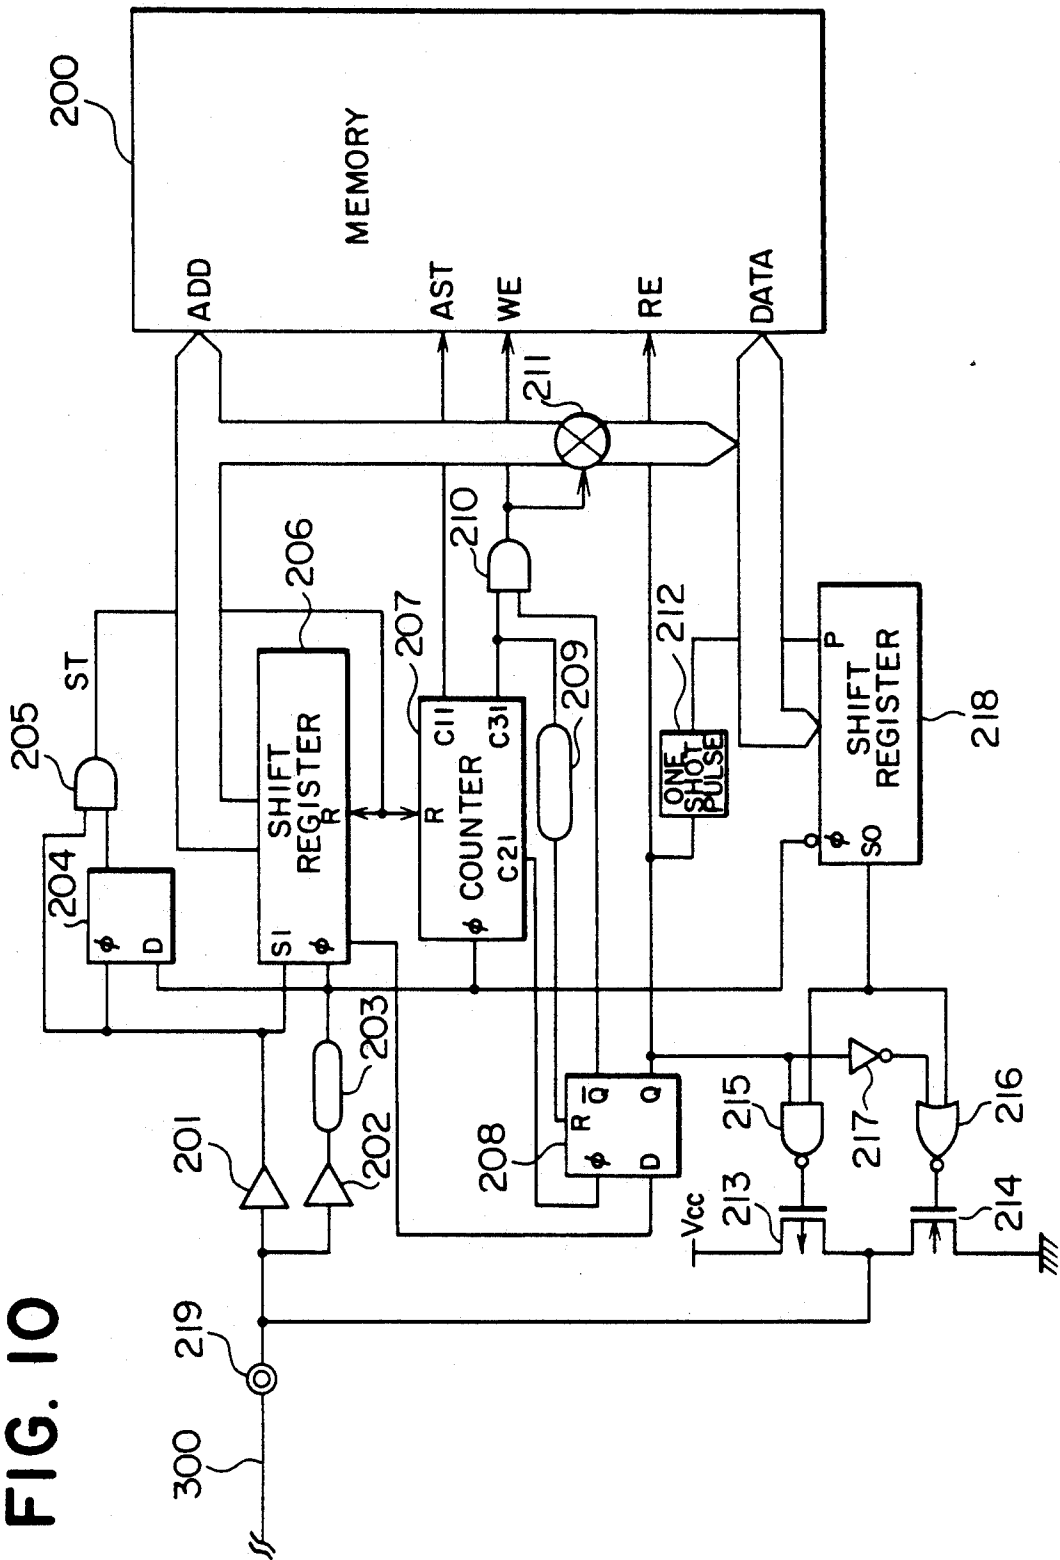 FIG. 10
200
MEMORY
ADD
AST
WE
RE
DATA
211
ST
205
204
φ
D
206
SHIFT
REGISTER
R
S1
φ
207
R
COUNTER
φ
C11
C31
C21
210
209
212
ONE
SHOT
PULSE
P
SHIFT
REGISTER
φ
SO
218
201
202
203
208
R
Q̅
φ
D
Q
215
217
216
Vcc
213
214
219
300